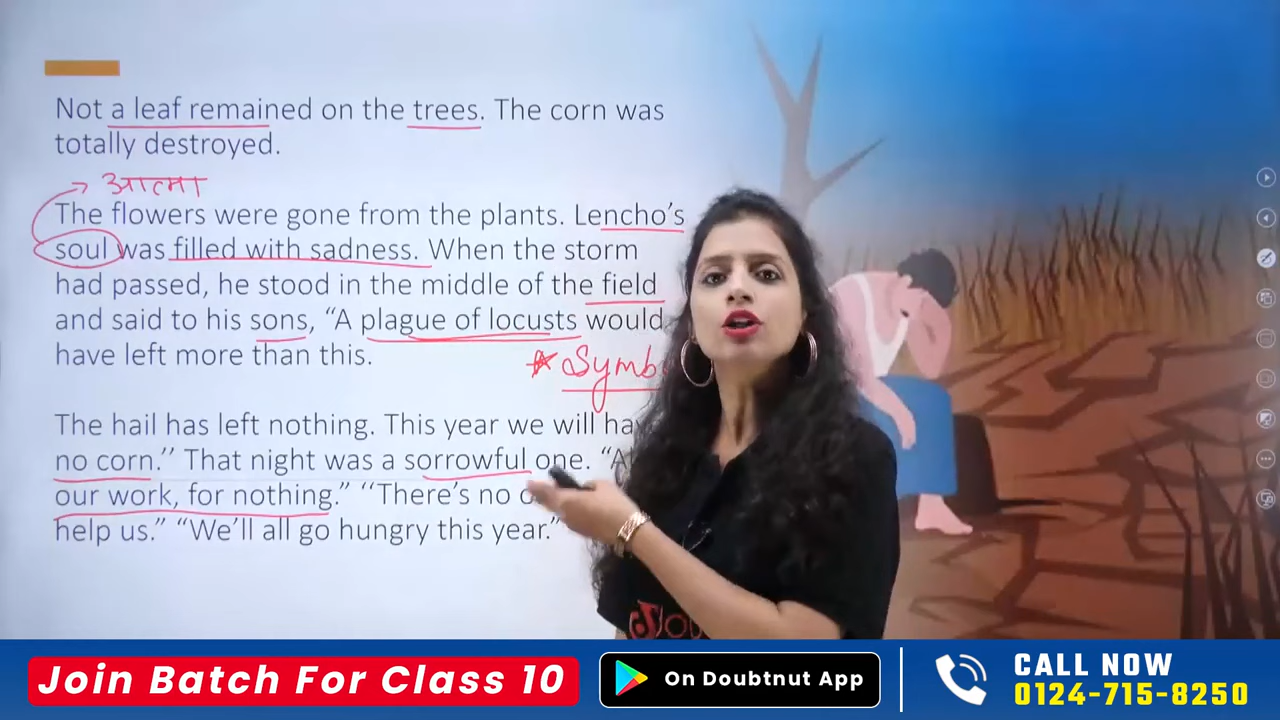 Not a leaf remained on the trees. The corn was
totally destroyed.
आत्मा
The flowers were gone from the plants. Lencho's
soul was filled with sadness. When the storm
had passed, he stood in the middle of the field
and said to his sons, “A plague of locusts would
have left more than this.
Symb
The hail has left nothing. This year we will
no corn.’’ That night was a sorrowful one.
our work, for nothing.” ‘‘There’s no
help us.” “We’ll all go hungry this year.”
Join Batch For Class 10
On Doubtnut App
CALL NOW
0124-715-8250